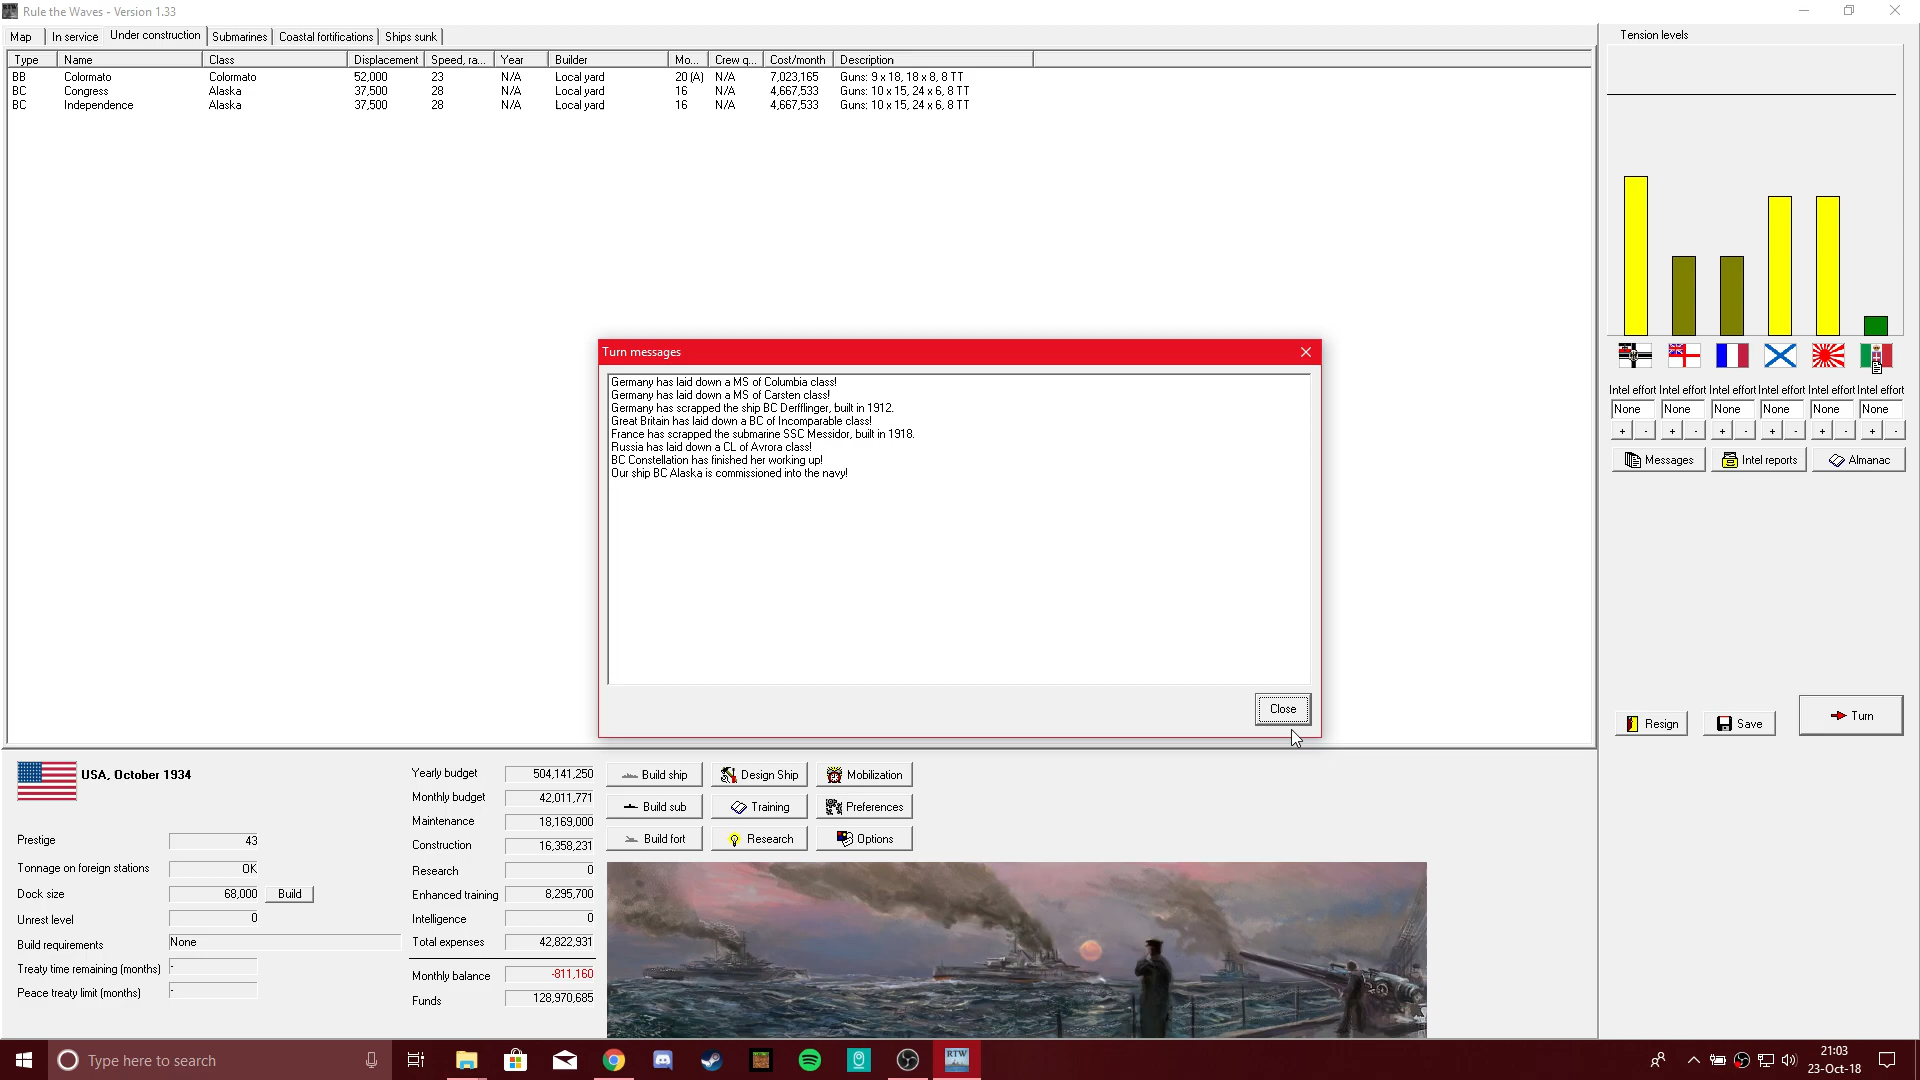 Rule the Waves - Version 1.33
Map In service Under construction Submarines Coastal fortifications Ships sunk
Type Name Class Displacement Speed, ra... Year Builder Mo... Crew q... Cost/month Description
BB Colormato Colormato 52,000 23 N/A Local yard 20 (A) N/A 7,023,165 Guns: 9 x 18, 18 x 8, 8 TT
BC Congress Alaska 37,500 28 N/A Local yard 16 N/A 4,667,533 Guns: 10 x 15, 24 x 6, 8 TT
BC Independence Alaska 37,500 28 N/A Local yard 16 N/A 4,667,533 Guns: 10 x 15, 24 x 6, 8 TT
Turn messages
Germany has laid down a MS of Columbia class!
Germany has laid down a MS of Carsten class!
Germany has scrapped the ship BC Derfflinger, built in 1912.
Great Britain has laid down a BC of Incomparable class!
France has scrapped the submarine SSC Messidor, built in 1918.
Russia has laid down a CL of Avrora class!
BC Constellation has finished her working up!
Our ship BC Alaska is commissioned into the navy!
Close
Tension levels
Intel effort Intel effort Intel effort Intel effort Intel effort Intel effort
None None None None None None
+ - + - + - + - + - + -
Messages Intel reports Almanac
Resign Save Turn
USA, October 1934
Prestige 43
Tonnage on foreign stations OK
Dock size 68,000 Build
Unrest level 0
Build requirements None
Treaty time remaining (months) -
Peace treaty limit (months) -
Yearly budget 504,141,250
Monthly budget 42,011,771
Maintenance 18,169,000
Construction 16,358,231
Research 0
Enhanced training 8,295,700
Intelligence 0
Total expenses 42,822,931
Monthly balance -811,160
Funds 128,970,685
Build ship Design Ship Mobilization
Build sub Training Preferences
Build fort Research Options
Type here to search
RTW
21:03
23-Oct-18